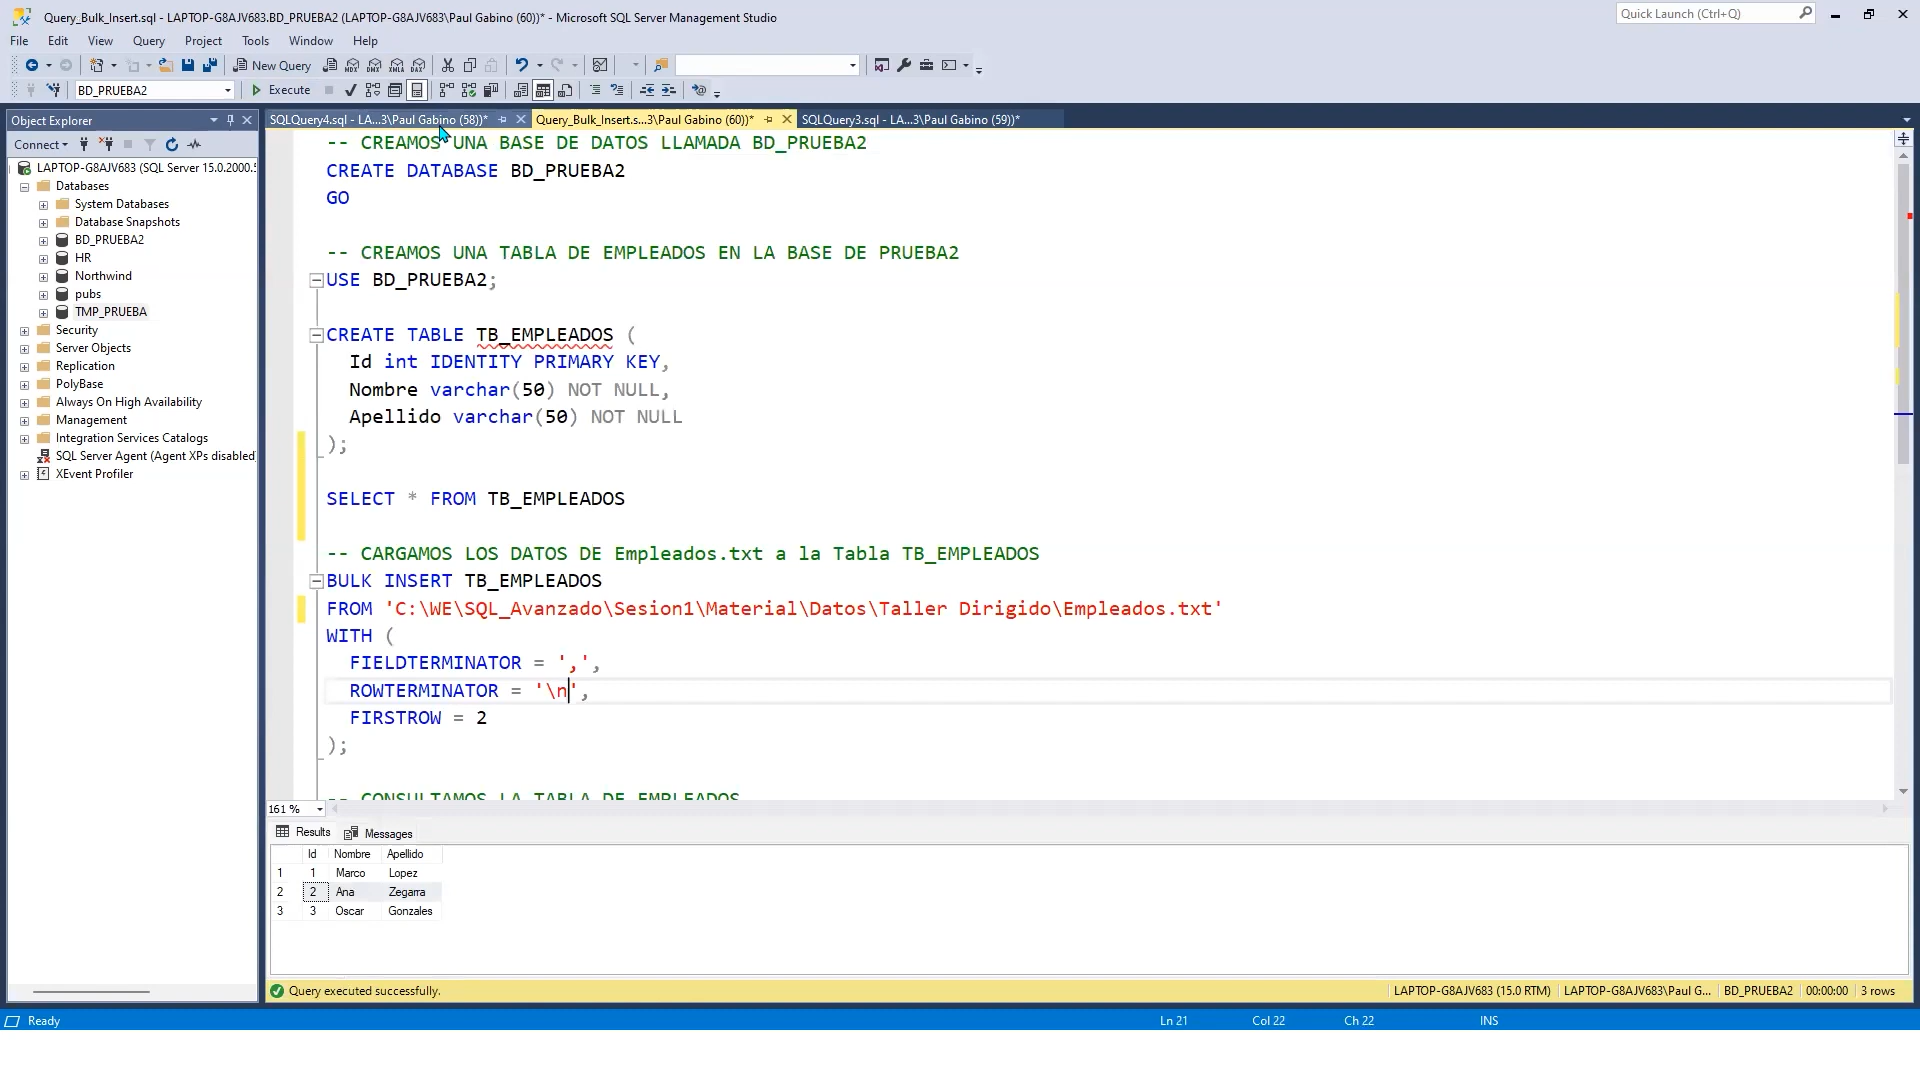 Query_Bulk_Insert.sql - LAPTOP-G8AJV683.BD_PRUEBA2 (LAPTOP-G8AJV683\Paul Gabino (60))* - Microsoft SQL Server Management Studio
Quick Launch (Ctrl+Q)
File Edit View Query Project Tools Window Help
New Query
MDX DMX XMLA DAX
BD_PRUEBA2 Execute
Object Explorer
SQLQuery4.sql - LA...3\Paul Gabino (58))*
Query_Bulk_Insert.s...3\Paul Gabino (60))*
SQLQuery3.sql - LA...3\Paul Gabino (59))*
Connect
LAPTOP-G8AJV683 (SQL Server 15.0.2000.5
Databases
System Databases
Database Snapshots
BD_PRUEBA2
HR
Northwind
pubs
TMP_PRUEBA
Security
Server Objects
Replication
PolyBase
Always On High Availability
Management
Integration Services Catalogs
SQL Server Agent (Agent XPs disabled)
XEvent Profiler
-- CREAMOS UNA BASE DE DATOS LLAMADA BD_PRUEBA2
CREATE DATABASE BD_PRUEBA2
GO
-- CREAMOS UNA TABLA DE EMPLEADOS EN LA BASE DE PRUEBA2
USE BD_PRUEBA2;
CREATE TABLE TB_EMPLEADOS (
Id int IDENTITY PRIMARY KEY,
Nombre varchar(50) NOT NULL,
Apellido varchar(50) NOT NULL
);
SELECT * FROM TB_EMPLEADOS
-- CARGAMOS LOS DATOS DE Empleados.txt a la Tabla TB_EMPLEADOS
BULK INSERT TB_EMPLEADOS
FROM 'C:\WE\SQL_Avanzado\Sesion1\Material\Datos\Taller Dirigido\Empleados.txt'
WITH (
FIELDTERMINATOR = ',',
ROWTERMINATOR = '\n',
FIRSTROW = 2
);
-- CONSULTAMOS LA TABLA DE EMPLEADOS
161 %
Results Messages
Id Nombre Apellido
1 1 Marco Lopez
2 2 Ana Zegarra
3 3 Oscar Gonzales
Query executed successfully.
LAPTOP-G8AJV683 (15.0 RTM) LAPTOP-G8AJV683\Paul G... BD_PRUEBA2 00:00:00 3 rows
Ready Ln 21 Col 22 Ch 22 INS